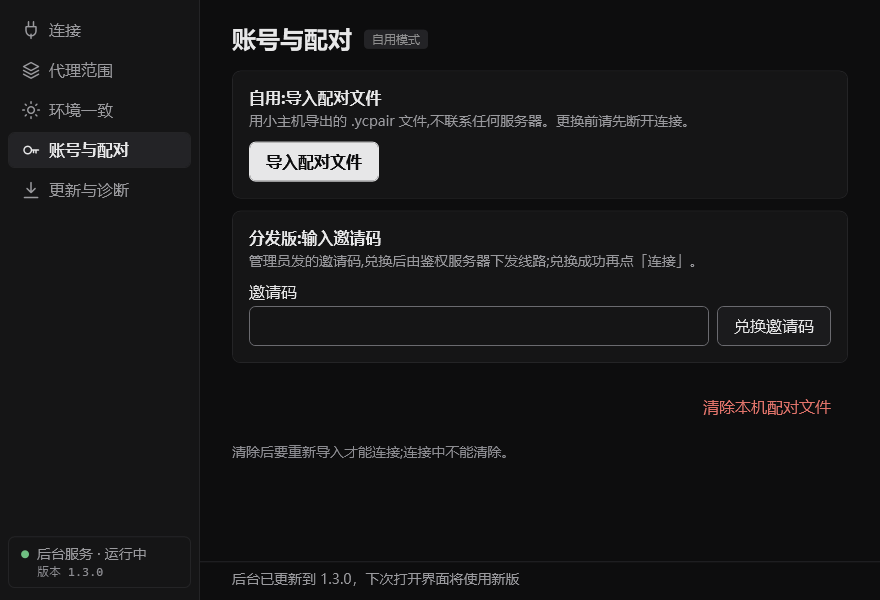 连接
代理范围
环境一致
账号与配对
更新与诊断
后台服务 · 运行中
版本 1.3.0
账号与配对 自用模式
自用:导入配对文件
用小主机导出的 .ycpair 文件,不联系任何服务器。更换前请先断开连接。
导入配对文件
分发版:输入邀请码
管理员发的邀请码,兑换后由鉴权服务器下发线路;兑换成功再点「连接」。
邀请码
兑换邀请码
清除本机配对文件
清除后要重新导入才能连接;连接中不能清除。
后台已更新到 1.3.0，下次打开界面将使用新版